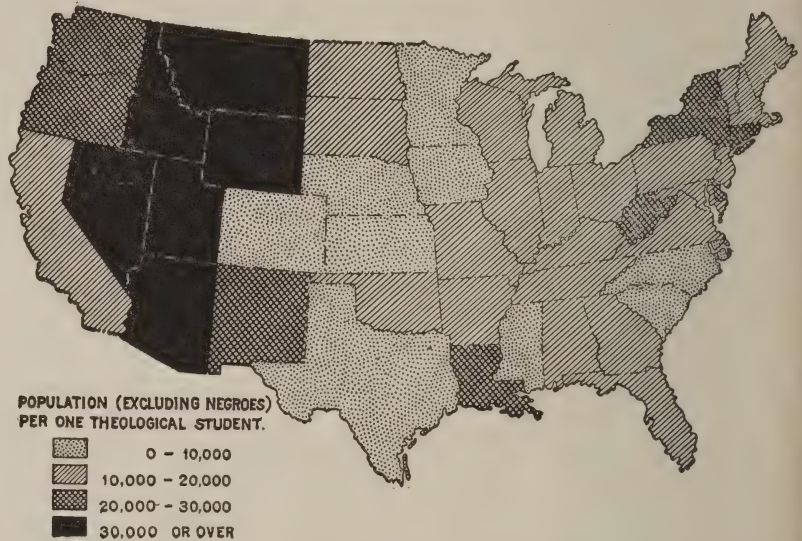 POPULATION (EXCLUDING NEGROES)
PER ONE THEOLOGICAL STUDENT.
0 - 10,000
10,000 - 20,000
20,000 - 30,000
30,000 OR OVER